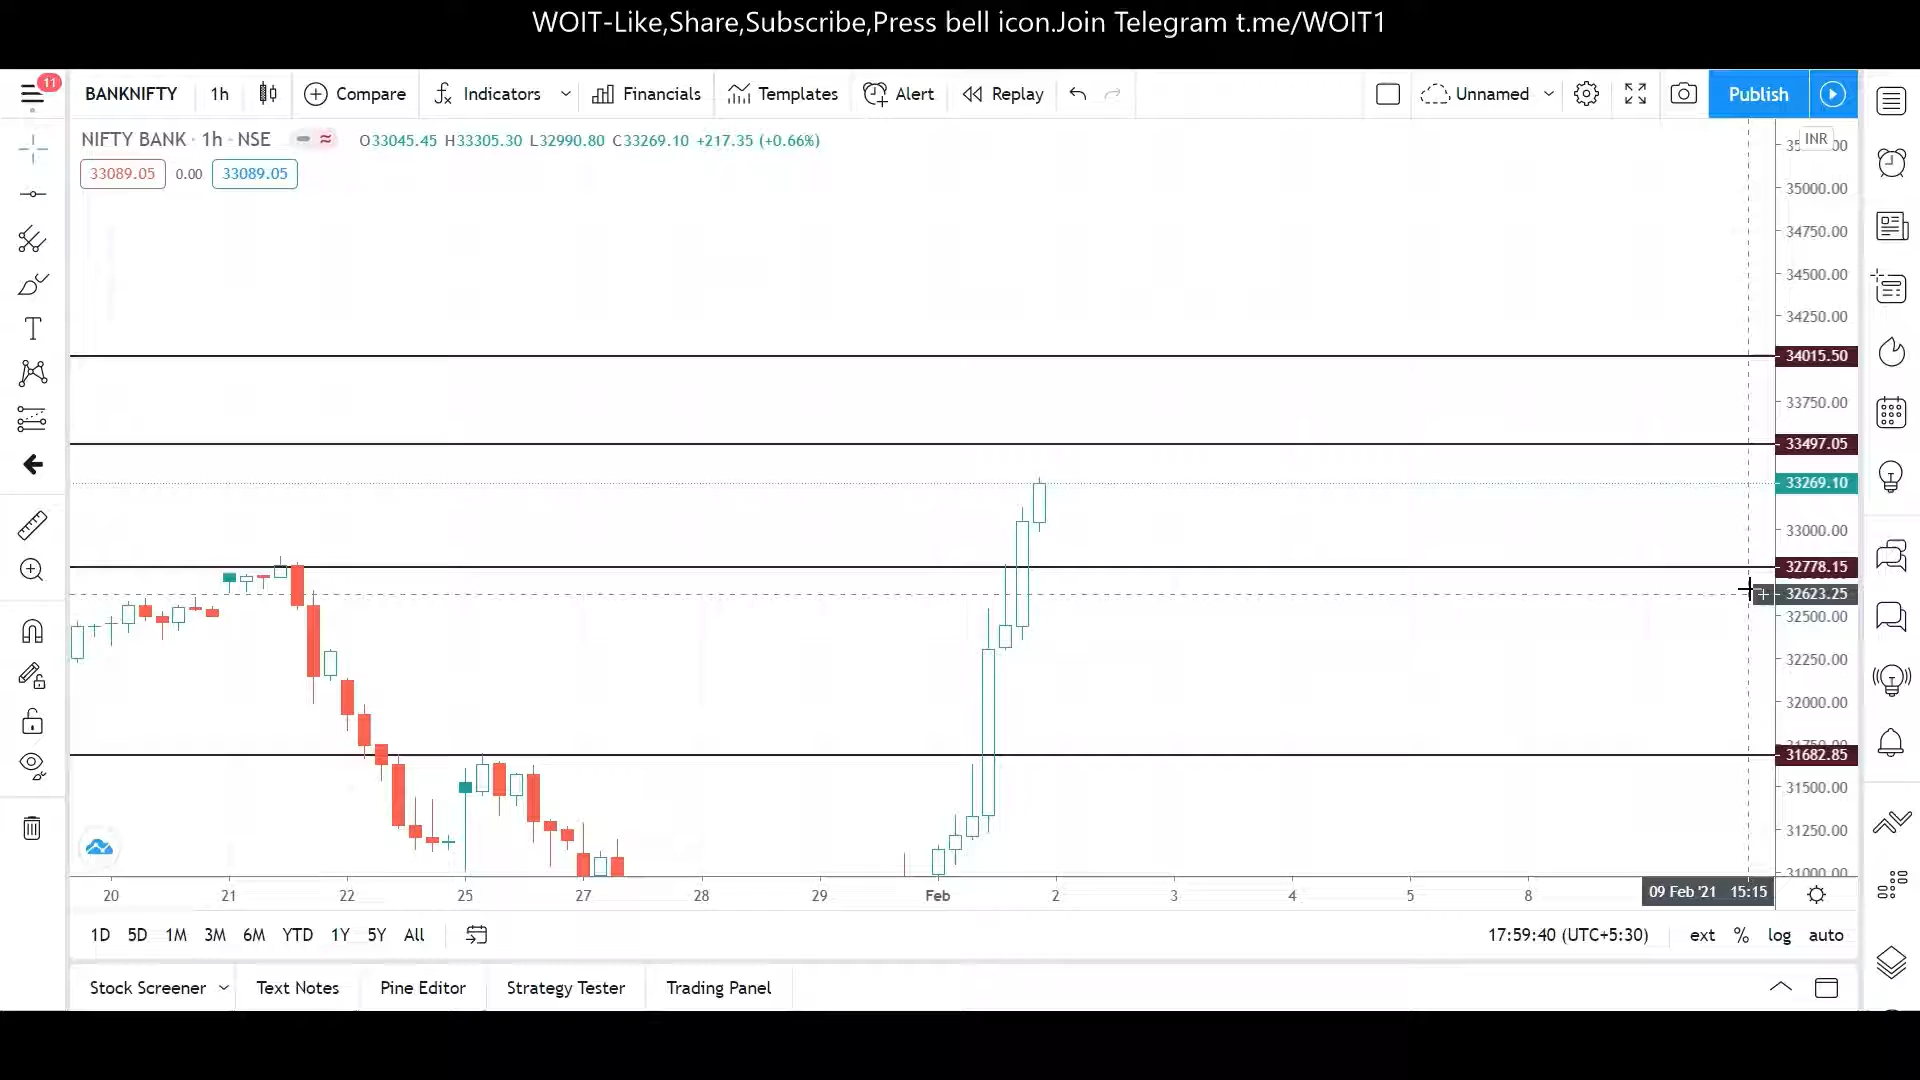 WOIT-Like,Share,Subscribe,Press bell icon.Join Telegram t.me/WOIT1
11
BANKNIFTY 1h Compare Indicators Financials Templates Alert Replay Unnamed Publish
NIFTY BANK · 1h · NSE O33045.45 H33305.30 L32990.80 C33269.10 +217.35 (+0.66%)
33089.05 0.00 33089.05
INR
35000.00
34750.00
34500.00
34250.00
34015.50
33750.00
33497.05
33269.10
33000.00
32778.15
32623.25
32500.00
32250.00
32000.00
31682.85
31500.00
31250.00
31000.00
20 21 22 25 27 28 29 Feb 2 3 4 5 8 09 Feb '21 15:15
1D 5D 1M 3M 6M YTD 1Y 5Y All 17:59:40 (UTC+5:30) ext % log auto
Stock Screener Text Notes Pine Editor Strategy Tester Trading Panel